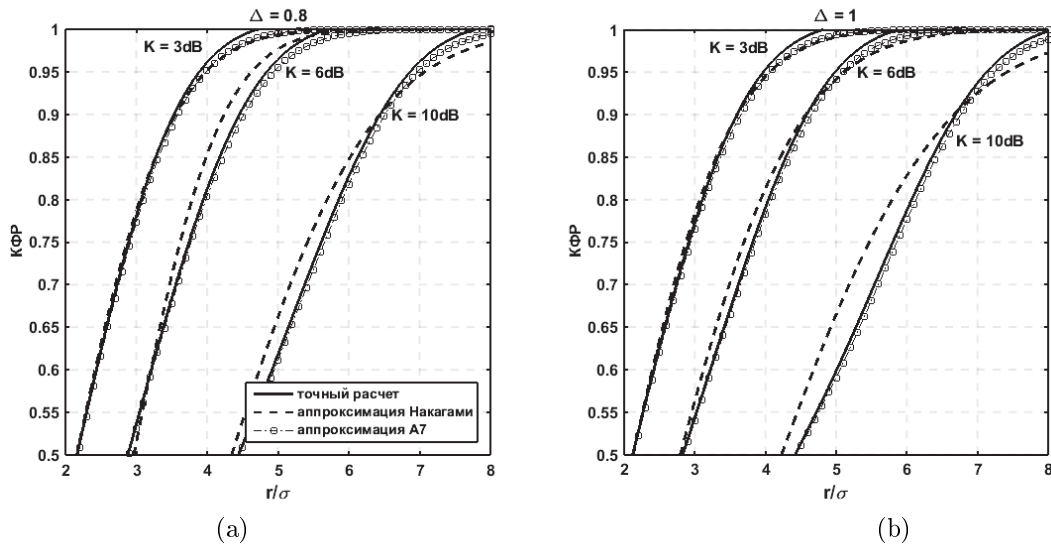 Δ = 0.8
КФР
1
0.95
0.9
0.85
0.8
0.75
0.7
0.65
0.6
0.55
0.5
K = 3dB
K = 6dB
K = 10dB
точный расчет
аппроксимация Накагами
аппроксимация A7
2 3 4 5 6 7 8
r/σ
(a)
Δ = 1
КФР
1
0.95
0.9
0.85
0.8
0.75
0.7
0.65
0.6
0.55
0.5
K = 3dB
K = 6dB
K = 10dB
2 3 4 5 6 7 8
r/σ
(b)